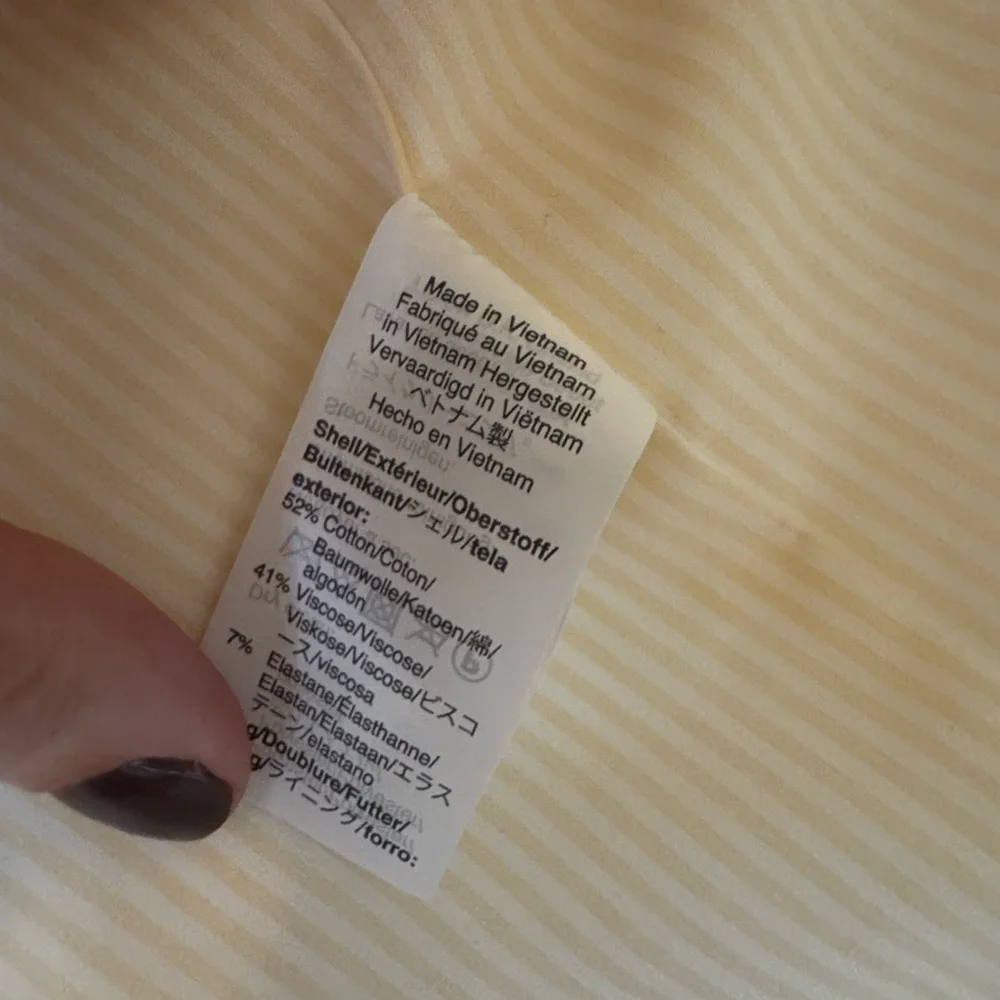 Made in Vietnam
Fabriqué au Vietnam
in Vietnam Hergestellt
Vervaardigd in Viëtnam
ベトナム製
Hecho en Vietnam
Shell/Extérieur/Oberstoff/
Buitenkant/シェル/tela
exterior:
52% Cotton/Coton/
Baumwolle/Katoen/綿/
algodón
41% Viscose/Viscose/
Viskose/Viscose/ビスコ
ース/viscosa
7% Elastane/Élasthanne/
Elastan/Elastaan/エラス
テーン/elastano
g/Doublure/Futter/
g/ライニング/forro: